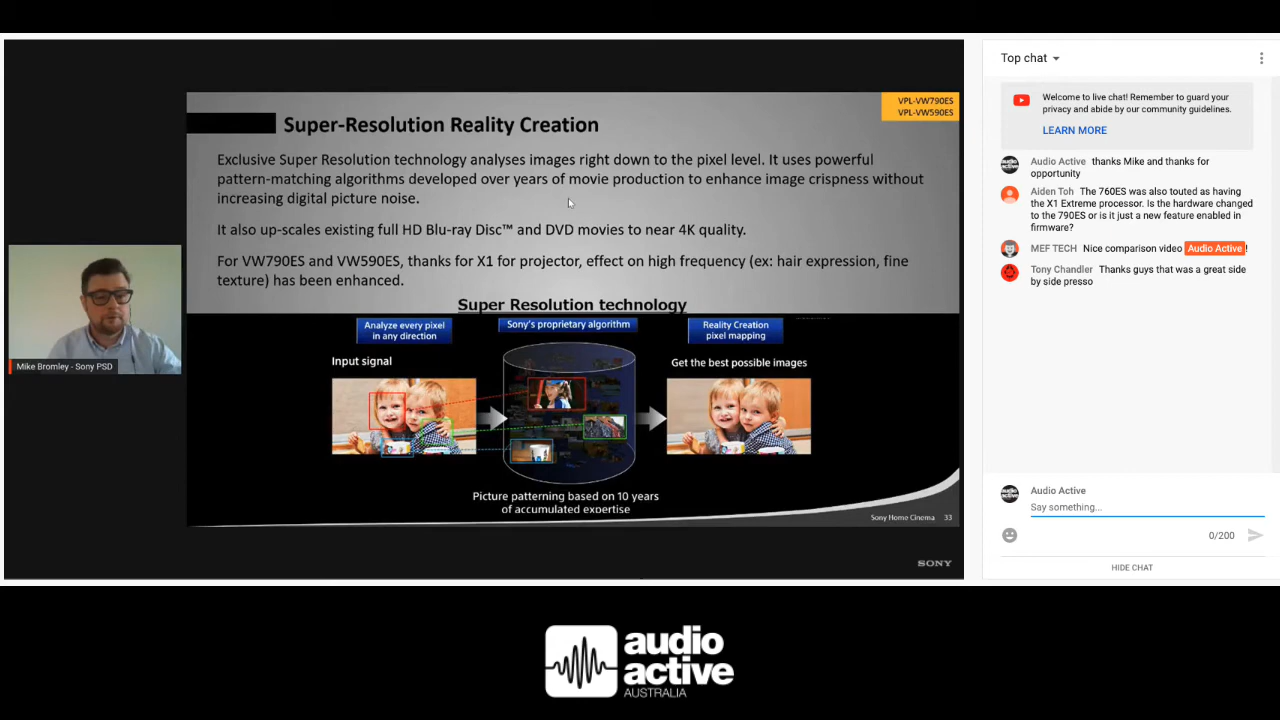 VPL-VW790ES
VPL-VW590ES
Super-Resolution Reality Creation
Exclusive Super Resolution technology analyses images right down to the pixel level. It uses powerful
pattern-matching algorithms developed over years of movie production to enhance image crispness without
increasing digital picture noise.
It also up-scales existing full HD Blu-ray Disc™ and DVD movies to near 4K quality.
For VW790ES and VW590ES, thanks for X1 for projector, effect on high frequency (ex: hair expression, fine
texture) has been enhanced.
Super Resolution technology
Analyze every pixel
in any direction
Sony's proprietary algorithm
Reality Creation
pixel mapping
Input signal
Get the best possible images
Picture patterning based on 10 years
of accumulated expertise
Sony Home Cinema 33
SONY
Mike Bromley - Sony PSD
Top chat
Welcome to live chat! Remember to guard your
privacy and abide by our community guidelines.
LEARN MORE
Audio Active thanks Mike and thanks for
opportunity
Aiden Toh The 760ES was also touted as having
the X1 Extreme processor. Is the hardware changed
to the 790ES or is it just a new feature enabled in
firmware?
MEF TECH Nice comparison video Audio Active !
Tony Chandler Thanks guys that was a great side
by side presso
Audio Active
Say something...
0/200
HIDE CHAT
audio
active
AUSTRALIA